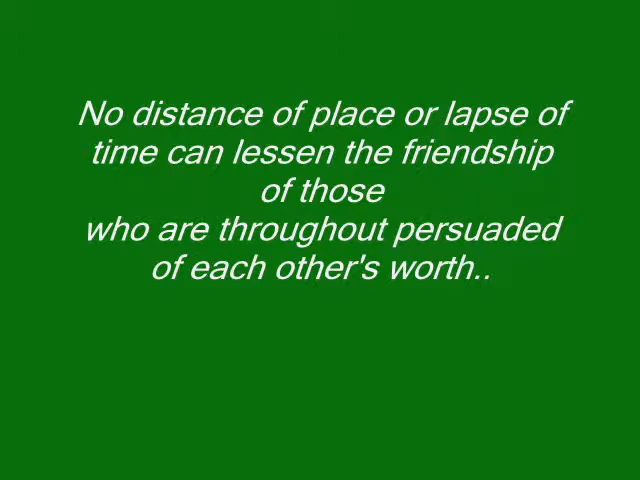 No distance of place or lapse of
time can lessen the friendship
of those
who are throughout persuaded
of each other's worth..